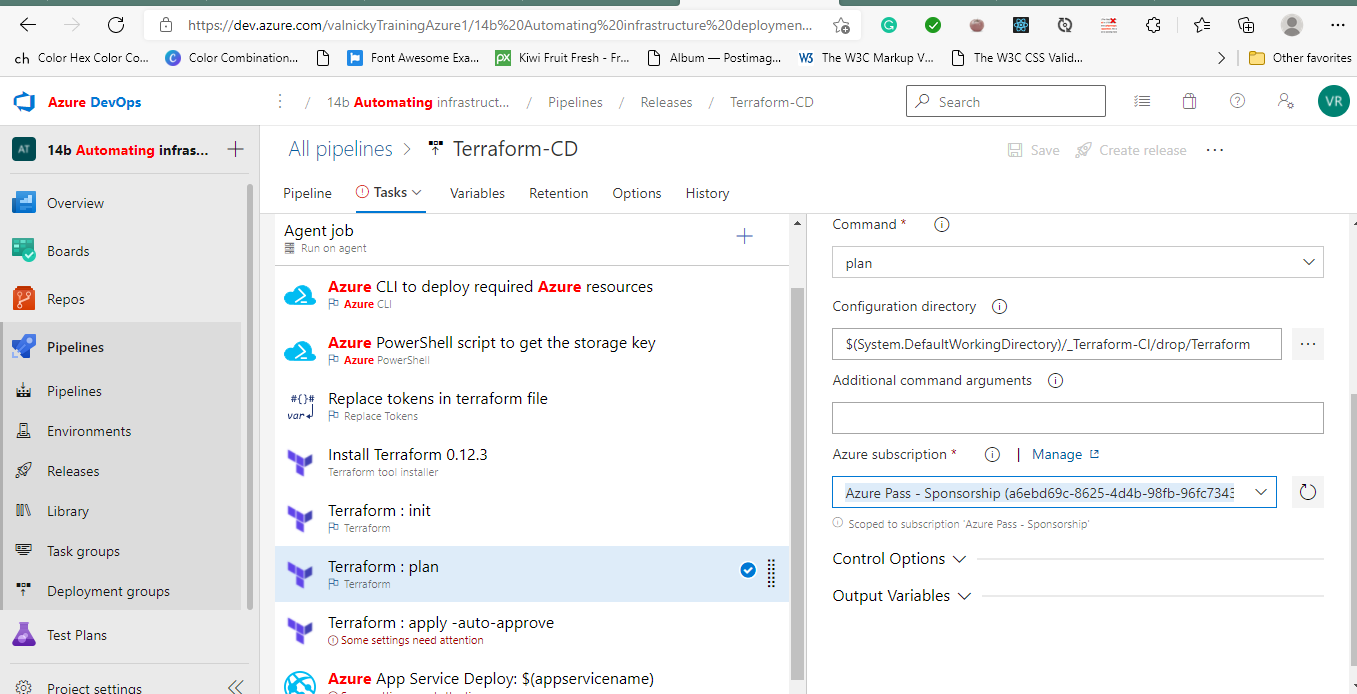 https://dev.azure.com/valnickyTrainingAzure1/14b%20Automating%20infrastructure%20deploymen...
ch Color Hex Color Co...
C Color Combination...
Font Awesome Exa...
px Kiwi Fruit Fresh - Fr...
Album — Postimag...
W3 The W3C Markup V...
The W3C CSS Valid...
Other favorites
Azure DevOps
/ 14b Automating infrastruct... / Pipelines / Releases / Terraform-CD
Search
VR
AT 14b Automating infras...
All pipelines > Terraform-CD
Save
Create release
Overview
Boards
Repos
Pipelines
Pipelines
Environments
Releases
Library
Task groups
Deployment groups
Test Plans
Project settings
Pipeline
Tasks
Variables
Retention
Options
History
Agent job
Run on agent
Azure CLI to deploy required Azure resources
Azure CLI
Azure PowerShell script to get the storage key
Azure PowerShell
#{}#
var
Replace tokens in terraform file
Replace Tokens
Install Terraform 0.12.3
Terraform tool installer
Terraform : init
Terraform
Terraform : plan
Terraform
Terraform : apply -auto-approve
Some settings need attention
Azure App Service Deploy: $(appservicename)
Command *
plan
Configuration directory
$(System.DefaultWorkingDirectory)/_Terraform-CI/drop/Terraform
Additional command arguments
Azure subscription * | Manage
Azure Pass - Sponsorship (a6ebd69c-8625-4d4b-98fb-96fc7343
Scoped to subscription 'Azure Pass - Sponsorship'
Control Options
Output Variables